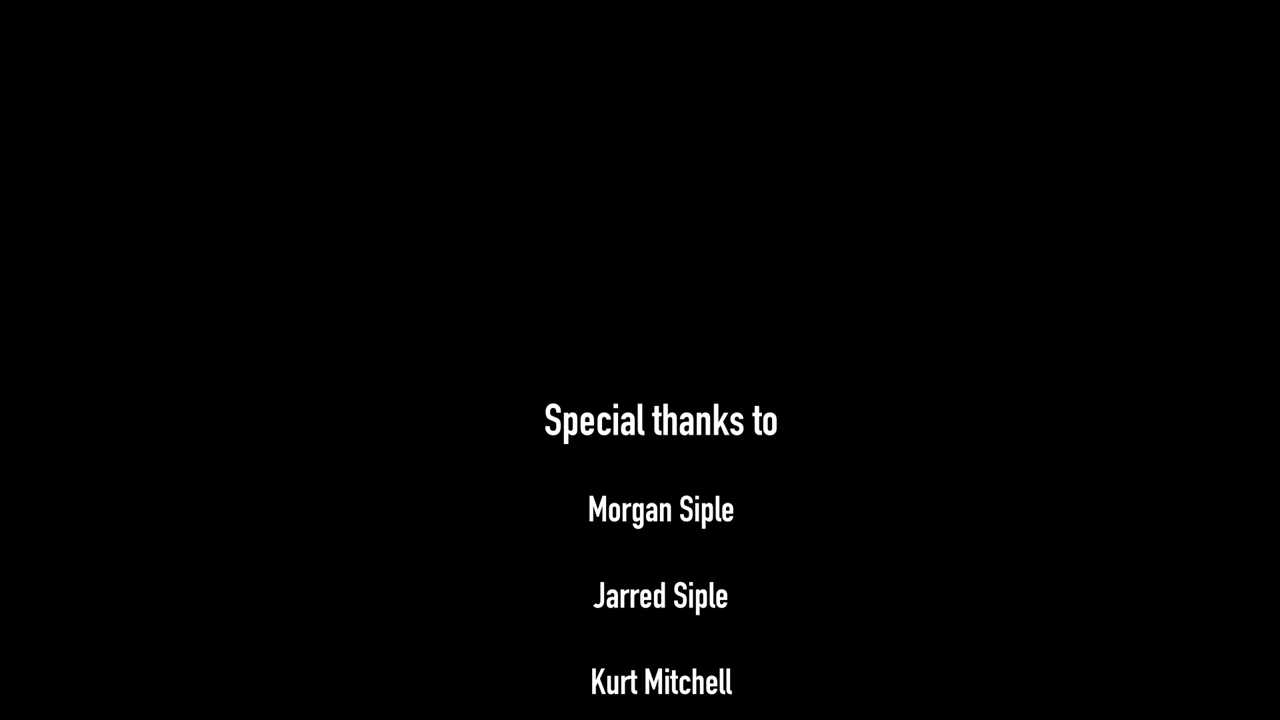 Special thanks to
Morgan Siple
Jarred Siple
Kurt Mitchell